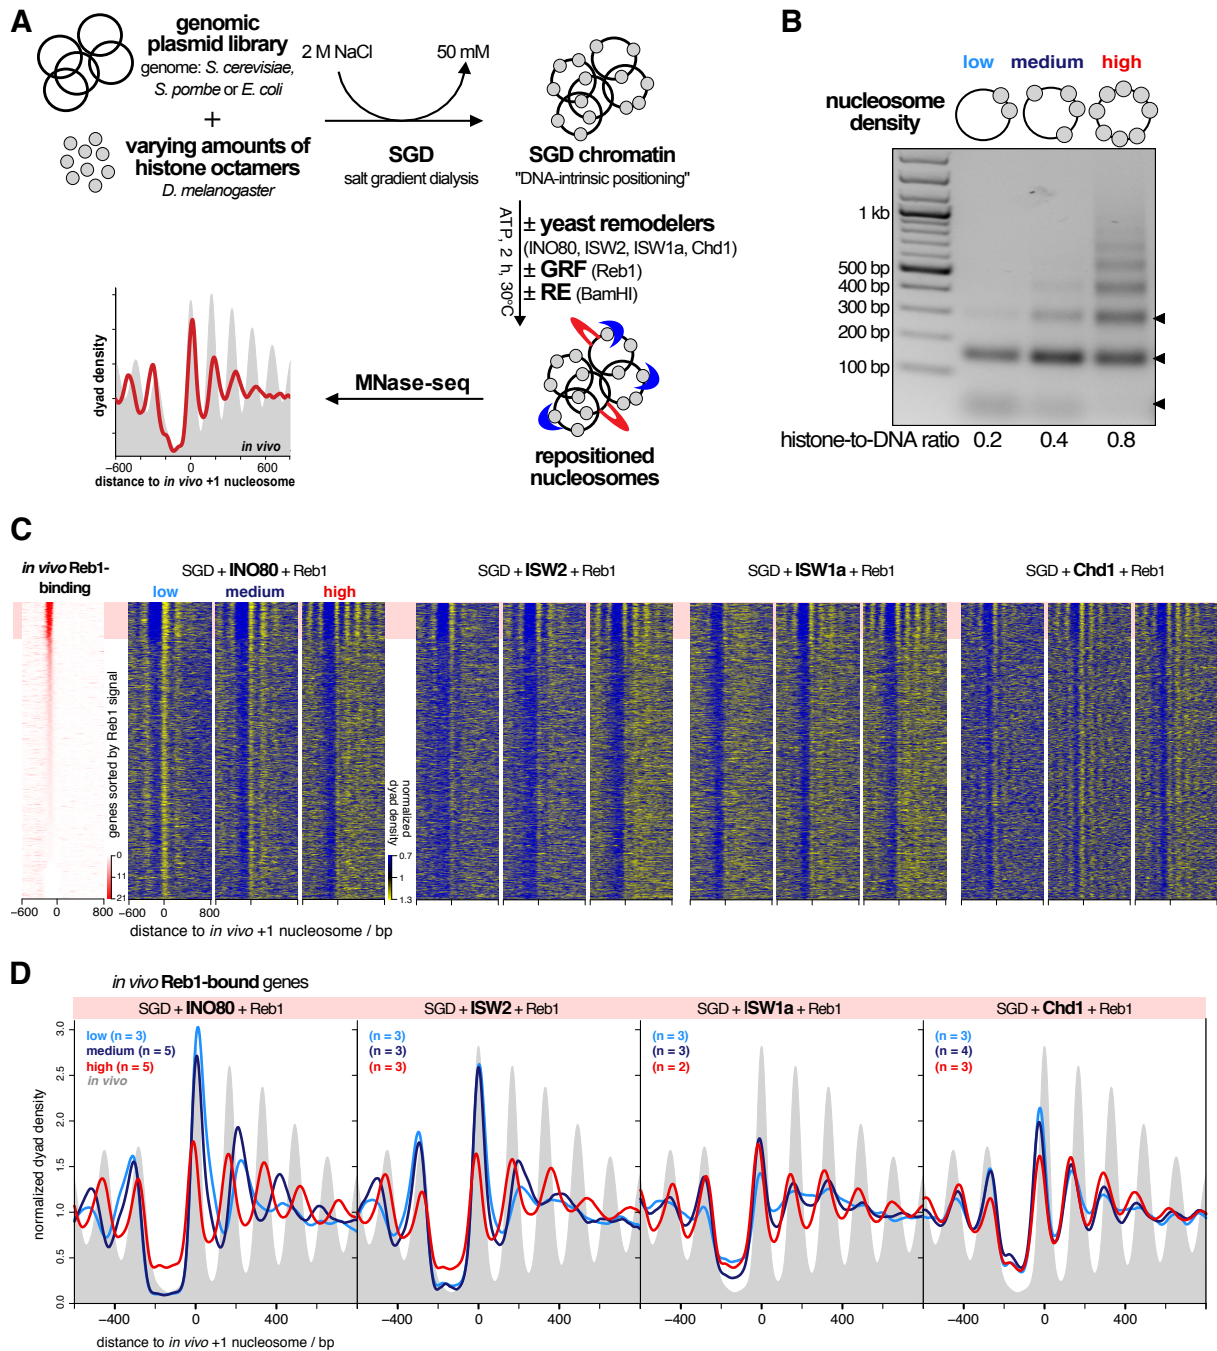 A
genomic
plasmid library
genome: S. cerevisiae,
S. pombe or E. coli
+
varying amounts of
histone octamers
D. melanogaster
2 M NaCl
50 mM
SGD
salt gradient dialysis
SGD chromatin
"DNA-intrinsic positioning"
ATP, 2 h, 30°C
± yeast remodelers
(INO80, ISW2, ISW1a, Chd1)
± GRF (Reb1)
± RE (BamHI)
repositioned
nucleosomes
MNase-seq
dyad density
in vivo
−600 0 600
distance to in vivo +1 nucleosome
B
low medium high
nucleosome
density
1 kb
500 bp
400 bp
300 bp
200 bp
100 bp
histone-to-DNA ratio 0.2 0.4 0.8
C
in vivo Reb1-
binding
SGD + INO80 + Reb1
SGD + ISW2 + Reb1
SGD + ISW1a + Reb1
SGD + Chd1 + Reb1
low medium high
genes sorted by Reb1 signal
0
11
21
normalized
dyad density
0.7
1
1.3
−600 0 800
−600 0 800
distance to in vivo +1 nucleosome / bp
D
in vivo Reb1-bound genes
SGD + INO80 + Reb1
SGD + ISW2 + Reb1
SGD + ISW1a + Reb1
SGD + Chd1 + Reb1
low (n = 3)
medium (n = 5)
high (n = 5)
in vivo
(n = 3)
(n = 3)
(n = 3)
(n = 3)
(n = 3)
(n = 2)
(n = 3)
(n = 4)
(n = 3)
normalized dyad density
3.0
2.5
2.0
1.5
1.0
0.5
0.0
−400 0 400
−400 0 400
−400 0 400
−400 0 400
distance to in vivo +1 nucleosome / bp